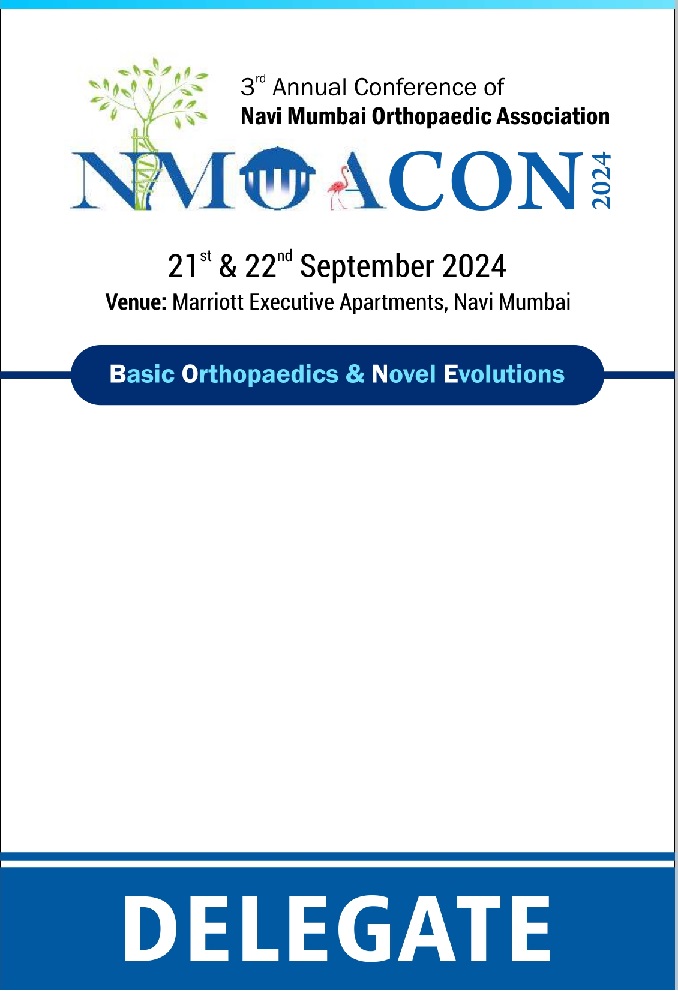 3rd Annual Conference of
Navi Mumbai Orthopaedic Association
NMOACON 2024
21st & 22nd September 2024
Venue: Marriott Executive Apartments, Navi Mumbai
Basic Orthopaedics & Novel Evolutions
DELEGATE